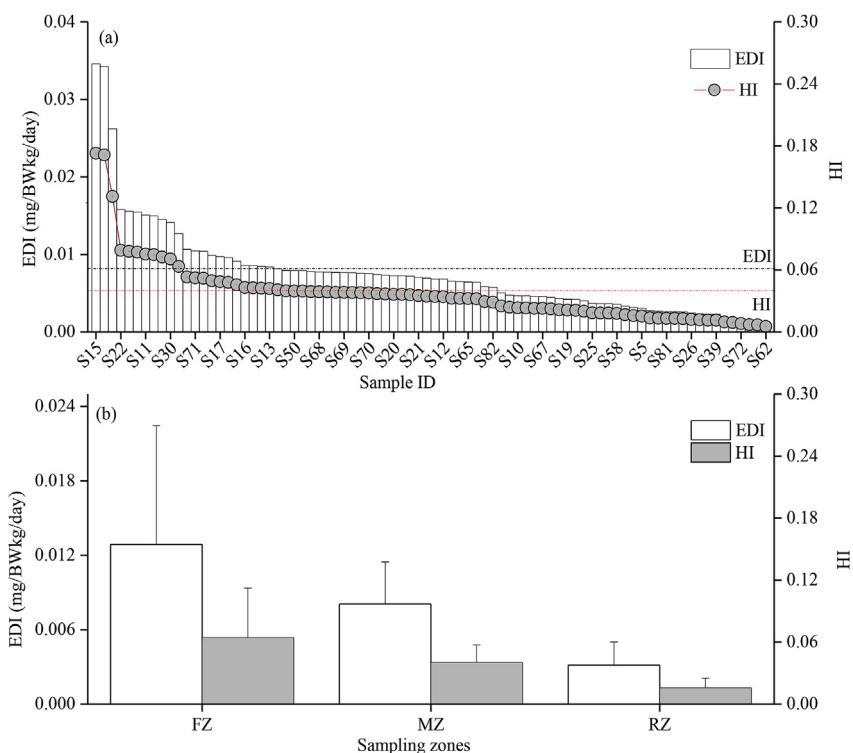 0.04
0.30
(a)
EDI
HI
0.03
0.24
0.02
0.18
0.12
0.01
0.06
0.00
0.00
EDI
HI
EDI (mg/BWkg/day)
HI
S15 S22 S11 S30 S71 S17 S16 S13 S50 S68 S69 S70 S20 S21 S12 S65 S82 S10 S67 S19 S25 S58 S5 S81 S26 S39 S72 S62
Sample ID
(b)
0.30
0.024
EDI
HI
0.24
0.018
0.18
0.012
0.12
0.006
0.06
0.000
0.00
EDI (mg/BWkg/day)
HI
FZ MZ RZ
Sampling zones